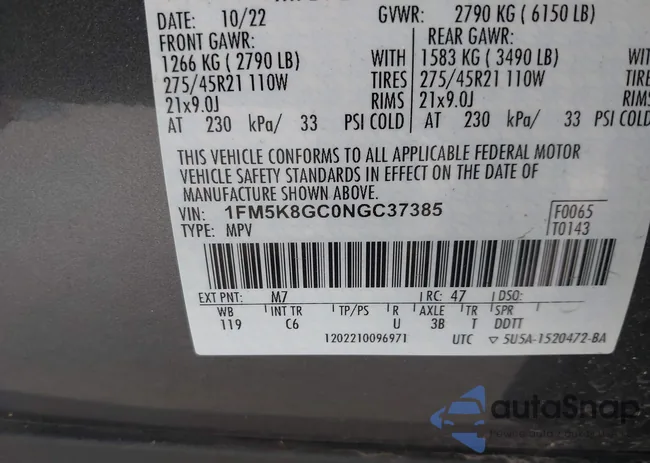 DATE: 10/22 GVWR: 2790 KG ( 6150 LB)
FRONT GAWR: REAR GAWR:
1266 KG ( 2790 LB) WITH 1583 KG ( 3490 LB) WITH
275/45R21 110W TIRES 275/45R21 110W TIRE
21x9.0J RIMS 21x9.0J RIMS
AT 230 kPa/ 33 PSI COLD AT 230 kPa/ 33 PSI COL
THIS VEHICLE CONFORMS TO ALL APPLICABLE FEDERAL MOTOR
VEHICLE SAFETY STANDARDS IN EFFECT ON THE DATE OF
MANUFACTURE SHOWN ABOVE.
VIN: 1FM5K8GC0NGC37385 F0065
TYPE: MPV T0143
EXT PNT: M7 RC: 47 DSO:
WB INT TR TP/PS R AXLE TR SPR
119 C6 U 3B T DDTT
1202210096971 UTC ▽ 5U5A-1520472-BA
autoSnap